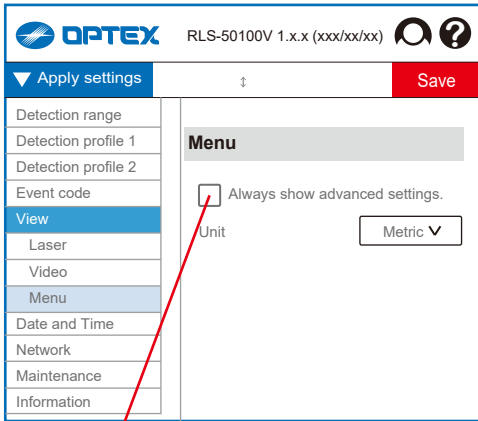 OPTEX RLS-50100V 1.x.x (xxx/xx/xx) ?
Apply settings ↕ Save
Detection range
Detection profile 1
Detection profile 2
Event code
View
Laser
Video
Menu
Date and Time
Network
Maintenance
Information
Menu
Always show advanced settings.
Unit Metric